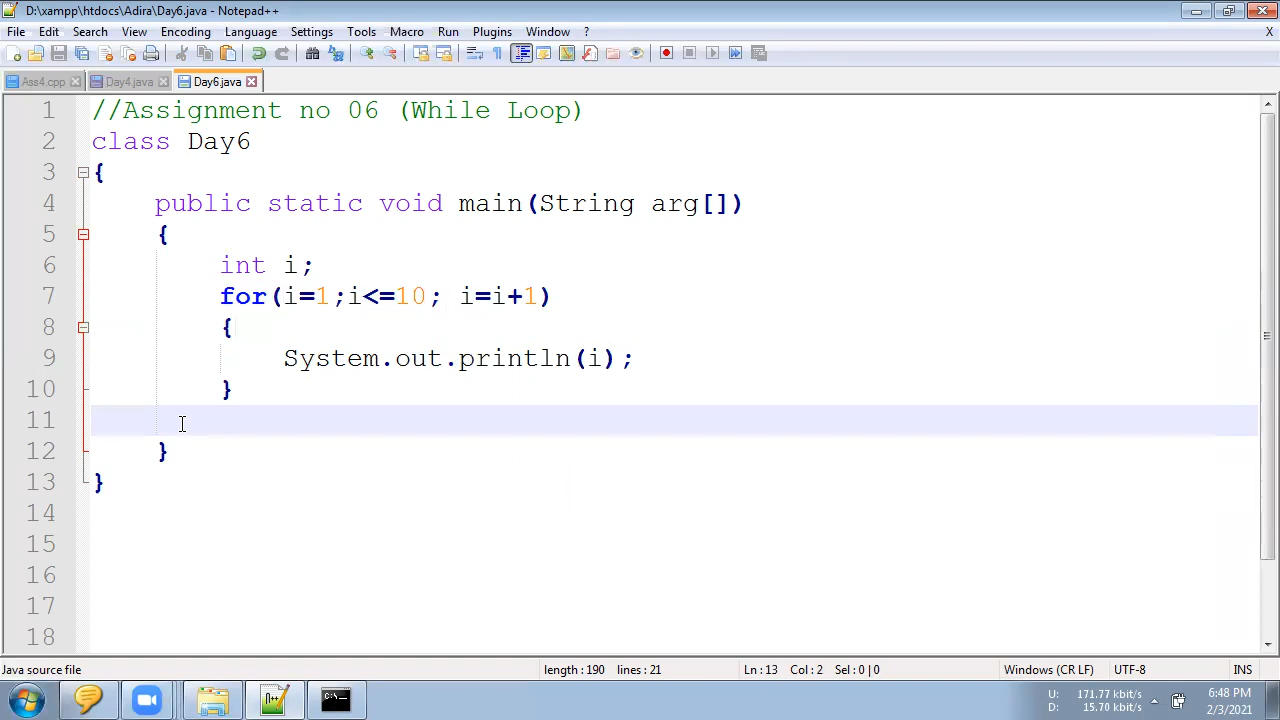 D:\xampp\htdocs\Adira\Day6.java - Notepad++
File Edit Search View Encoding Language Settings Tools Macro Run Plugins Window ? X
Ass4.cpp Day4.java Day6.java
1 //Assignment no 06 (While Loop)
2 class Day6
3 {
4 public static void main(String arg[])
5 {
6 int i;
7 for(i=1;i<=10; i=i+1)
8 {
9 System.out.println(i);
10 }
11
12 }
13 }
14
15
16
17
18
Java source file length : 190 lines : 21 Ln : 13 Col : 2 Sel : 0 | 0 Windows (CR LF) UTF-8 INS
U: 171.77 kbit/s 6:48 PM
D: 15.70 kbit/s 2/3/2021